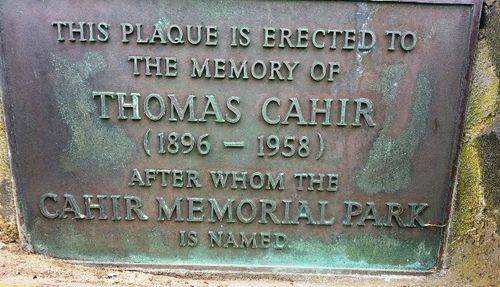 THIS PLAQUE IS ERECTED TO
THE MEMORY OF
THOMAS CAHIR
(1896 – 1958)
AFTER WHOM THE
CAHIR MEMORIAL PARK
IS NAMED.